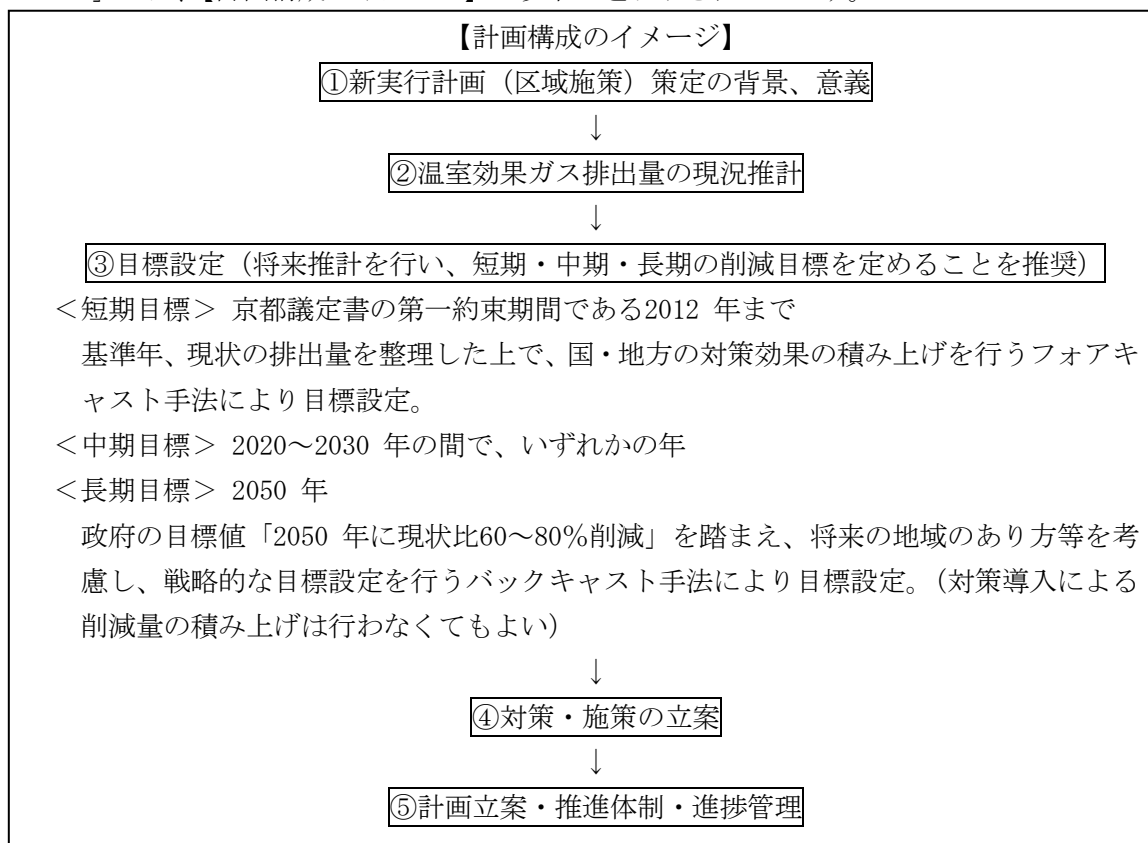 【計画構成のイメージ】
①新実行計画（区域施策）策定の背景、意義
↓
②温室効果ガス排出量の現況推計
↓
③目標設定（将来推計を行い、短期・中期・長期の削減目標を定めることを推奨）
＜短期目標＞ 京都議定書の第一約束期間である2012 年まで
基準年、現状の排出量を整理した上で、国・地方の対策効果の積み上げを行うフォアキ
ャスト手法により目標設定。
＜中期目標＞ 2020～2030 年の間で、いずれかの年
＜長期目標＞ 2050 年
政府の目標値「2050 年に現状比60～80％削減」を踏まえ、将来の地域のあり方等を考
慮し、戦略的な目標設定を行うバックキャスト手法により目標設定。（対策導入による
削減量の積み上げは行わなくてもよい）
↓
④対策・施策の立案
↓
⑤計画立案・推進体制・進捗管理